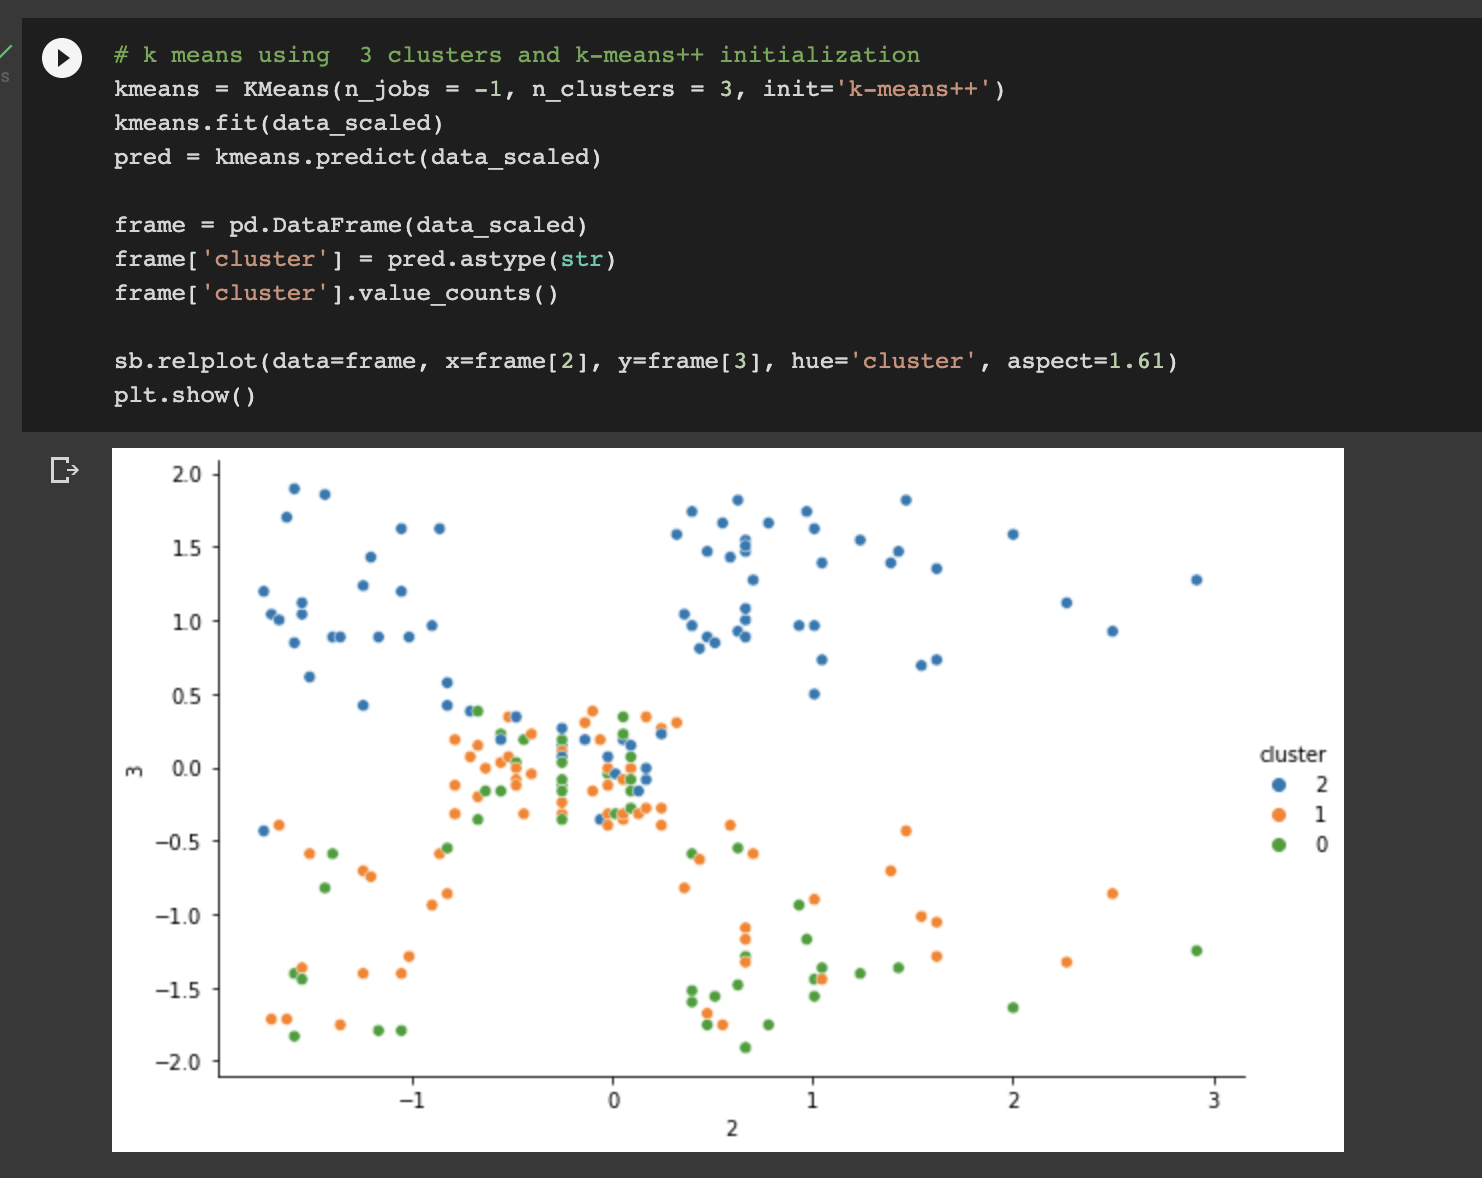 # k means using  3 clusters and k-means++ initialization
kmeans = KMeans(n_jobs = -1, n_clusters = 3, init='k-means++')
kmeans.fit(data_scaled)
pred = kmeans.predict(data_scaled)
frame = pd.DataFrame(data_scaled)
frame['cluster'] = pred.astype(str)
frame['cluster'].value_counts()
sb.relplot(data=frame, x=frame[2], y=frame[3], hue='cluster', aspect=1.61)
plt.show()
s
2.0
1.5
1.0
0.5
0.0
−0.5
−1.0
−1.5
−2.0
3
−1 0 1 2 3
2
cluster
2
1
0